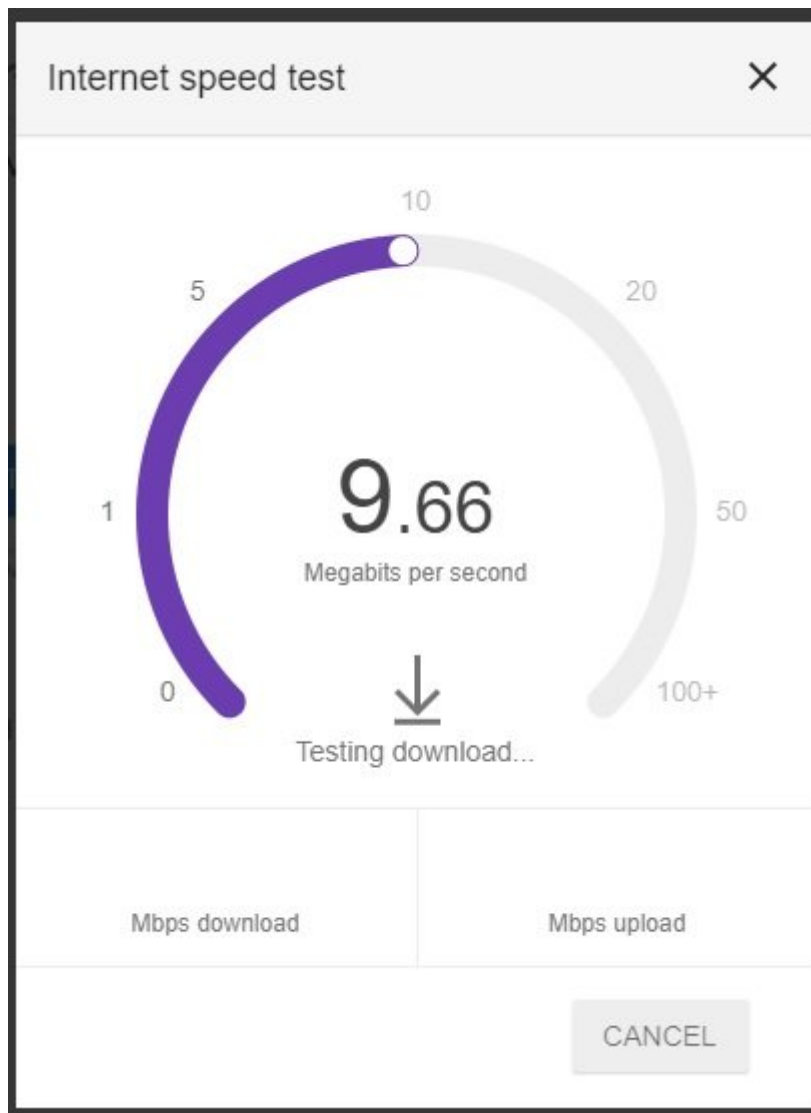 Internet speed test
10
5
20
9.66
1
50
Megabits per second
0
100+
Testing download...
Mbps download
Mbps upload
CANCEL